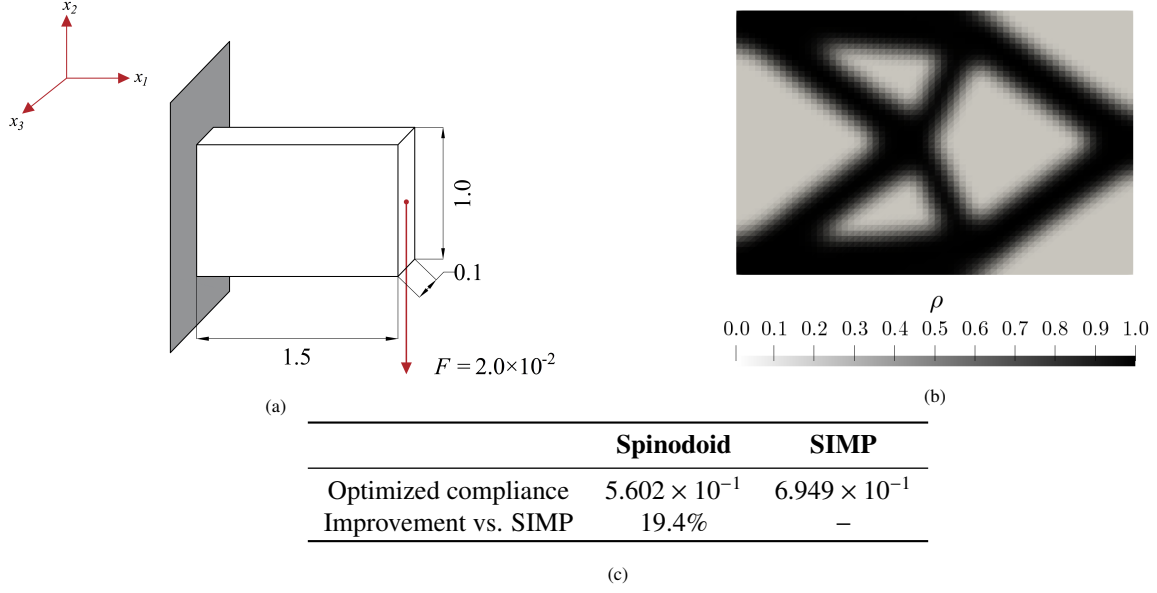 x₂
x₁
x₃
1.0
0.1
1.5
F = 2.0×10⁻²
(a)
ρ
0.0 0.1 0.2 0.3 0.4 0.5 0.6 0.7 0.8 0.9 1.0
(b)
Spinodoid SIMP
Optimized compliance 5.602 × 10⁻¹ 6.949 × 10⁻¹
Improvement vs. SIMP 19.4% –
(c)